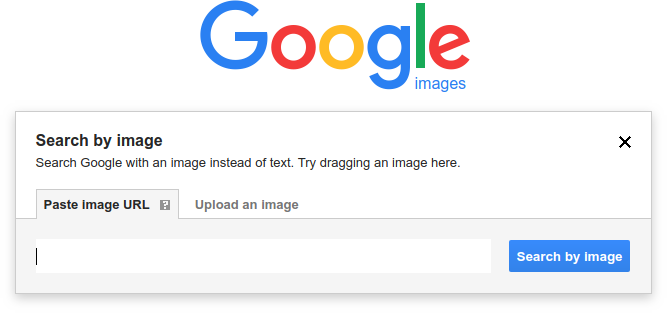 Google
images
Search by image
Search Google with an image instead of text. Try dragging an image here.
Paste image URL ?
Upload an image
Search by image